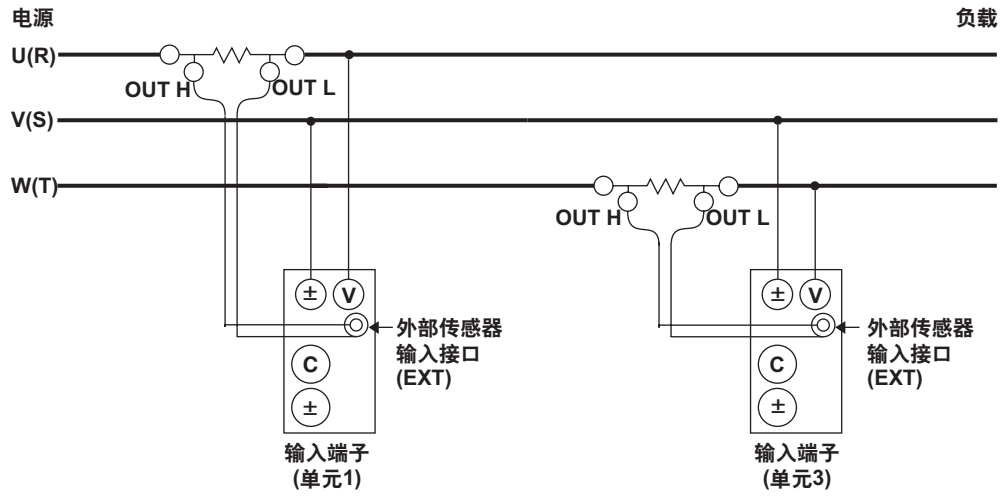 电源
负载
U(R)
OUT H
OUT L
V(S)
W(T)
OUT H
OUT L
± V
外部传感器
输入接口
(EXT)
C
±
输入端子
(单元1)
± V
外部传感器
输入接口
(EXT)
C
±
输入端子
(单元3)